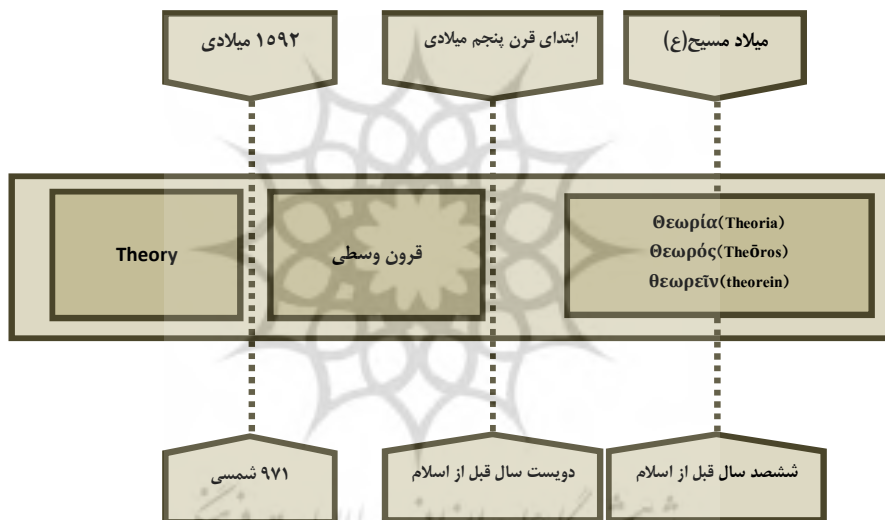 میلاد مسیح(ع)
ابتدای قرن پنجم میلادی
۱۵۹۲ میلادی
Θεωρία(Theoria)
Θεωρός(Theōros)
θεωρεῖν(theorein)
قرون وسطی
Theory
ششصد سال قبل از اسلام
دویست سال قبل از اسلام
۹۷۱ شمسی